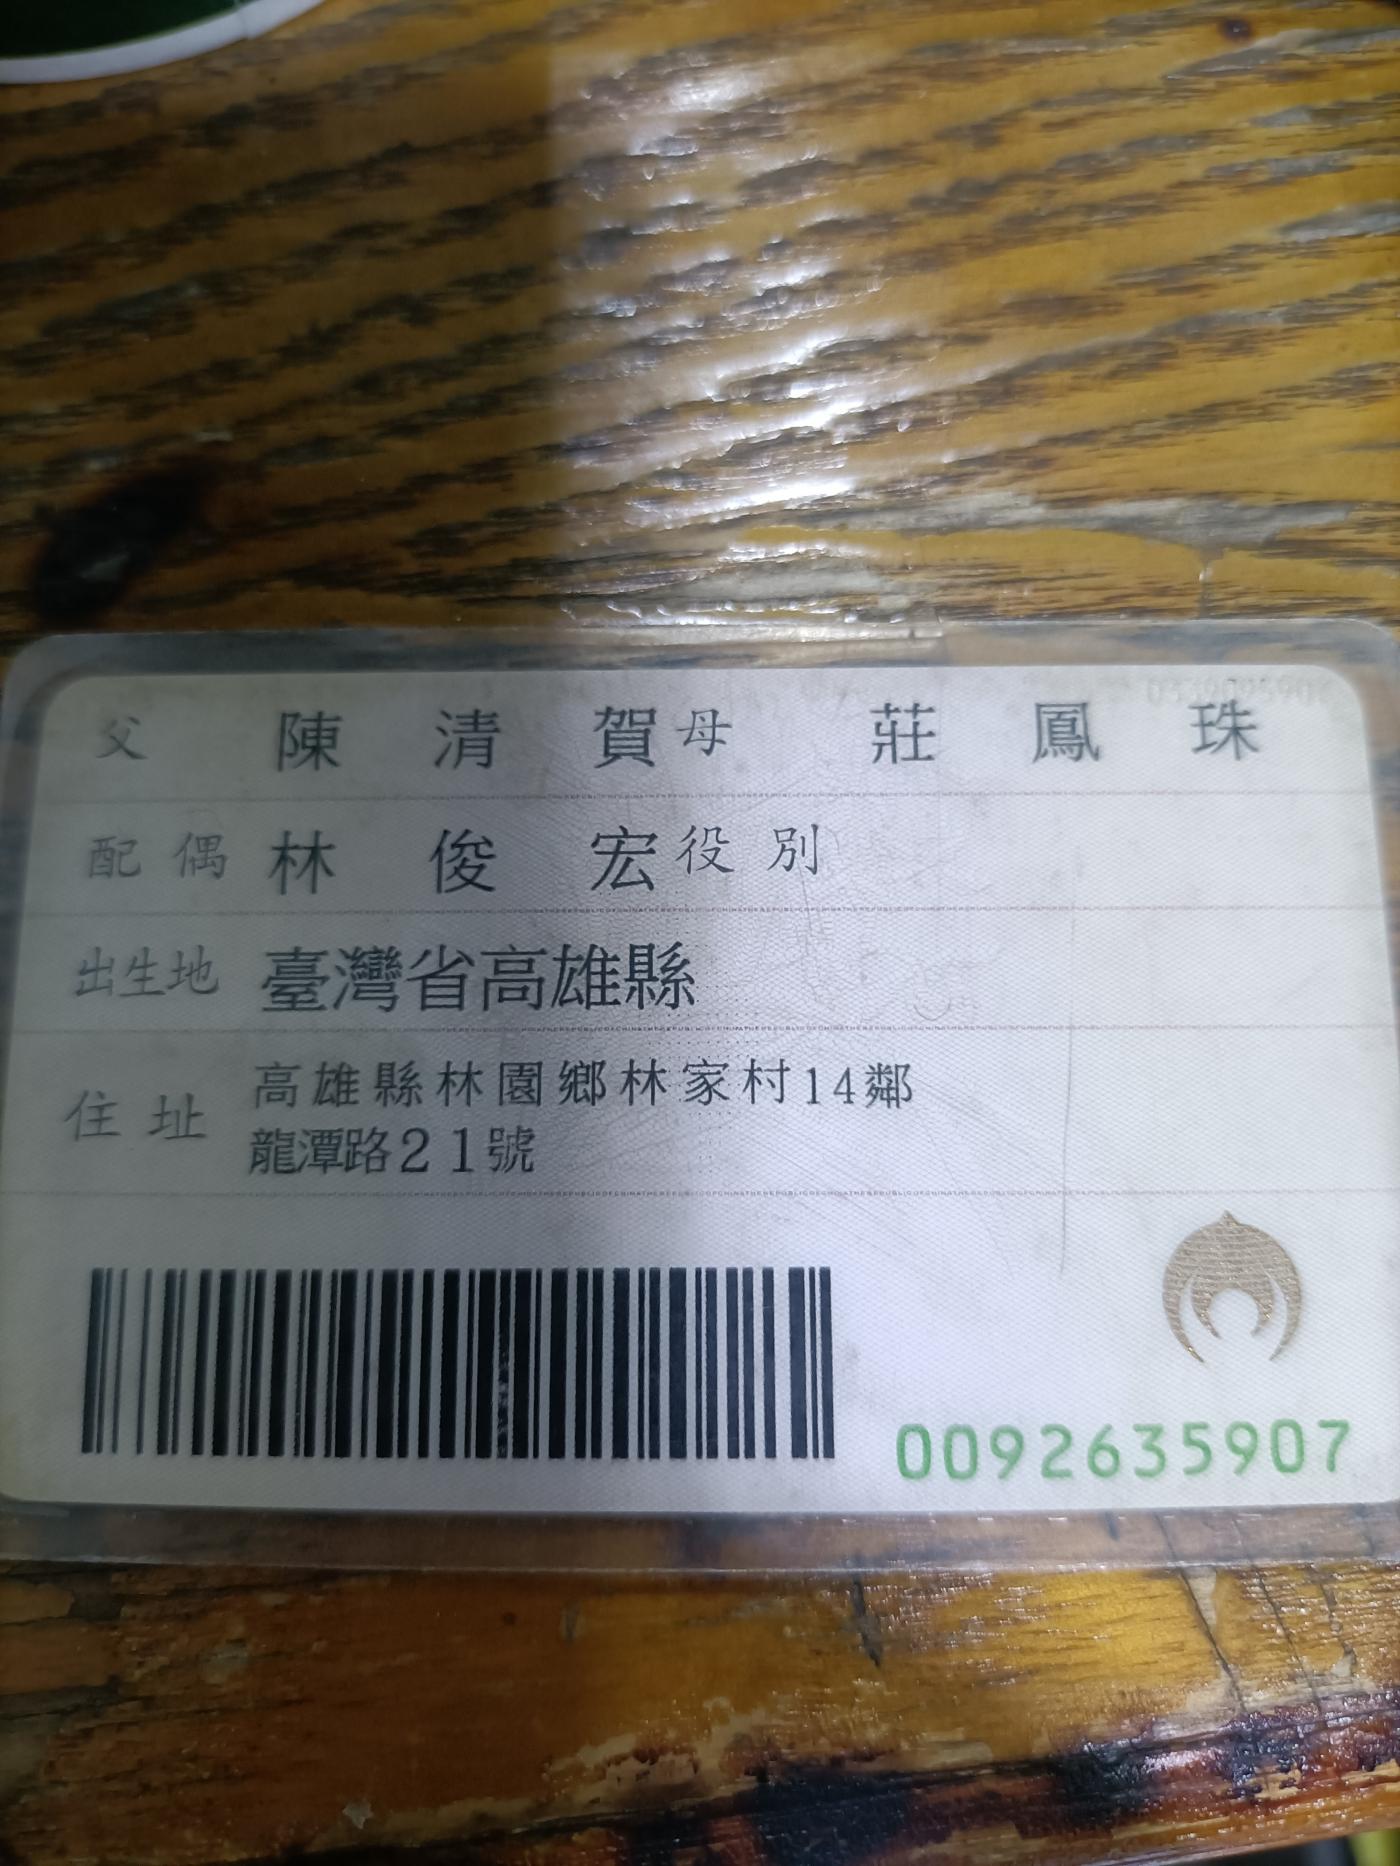 父 陳清賀 母 莊鳳珠
配偶 林俊宏 役別
出生地 臺灣省高雄縣
住址 高雄縣林園鄉林家村14鄰
龍潭路21號
0092635907